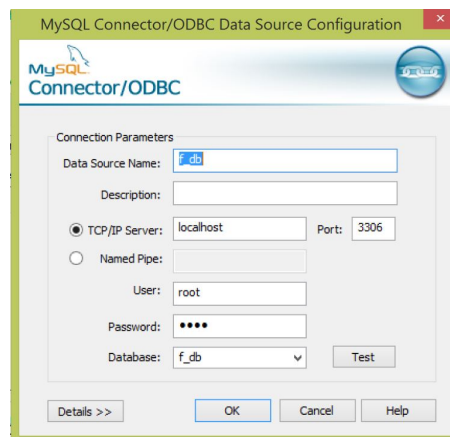 MySQL Connector/ODBC Data Source Configuration
×
MySQL
Connector/ODBC
Connection Parameters
Data Source Name: f_db
Description:
TCP/IP Server: localhost Port: 3306
Named Pipe:
User: root
Password: ••••
Database: f_db Test
Details >> OK Cancel Help